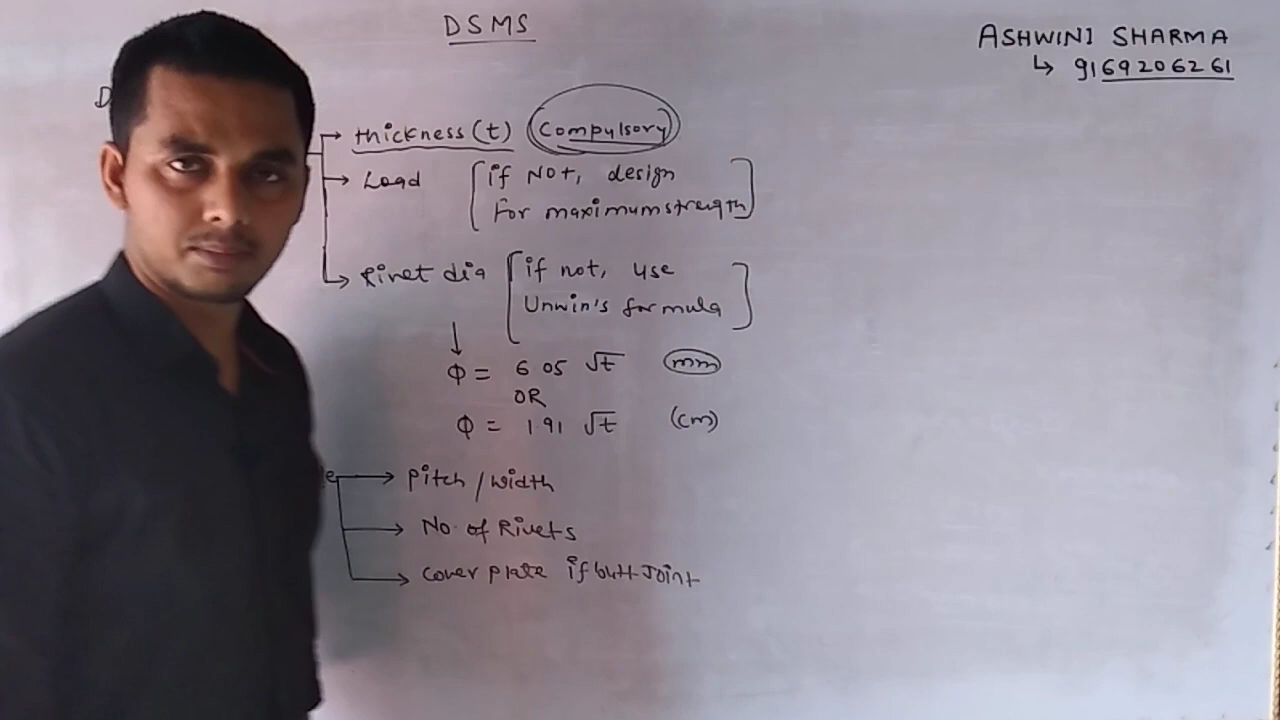 DSMS
ASHWINI SHARMA
↳ 9169206261
D
→ thickness (t) (Compulsory)
→ Load [if NOt, design
For maximum strength]
→ Rivet dia [if not, use
Unwin's formula]
↓
Φ = 6 05 √t (mm)
OR
Φ = 1 91 √t (cm)
e → Pitch / width
→ No. of Rivets
→ Cover plate if butt Joint